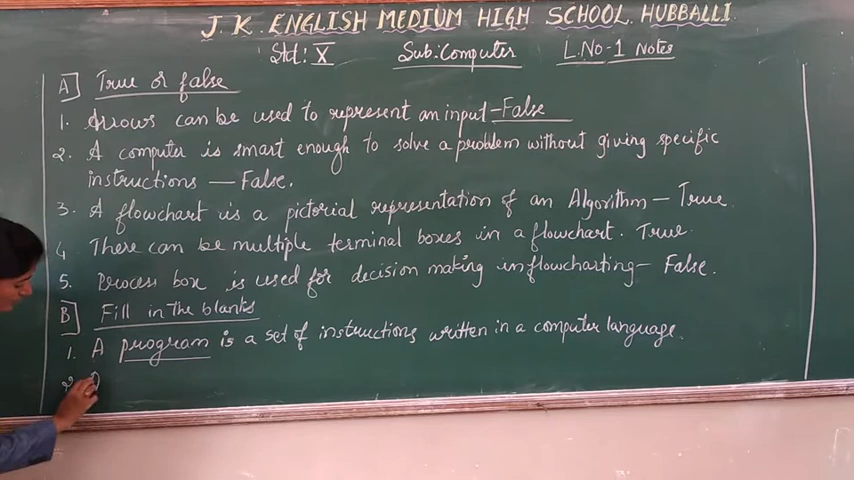 J. K. ENGLISH MEDIUM HIGH SCHOOL. HUBBALLI.
Std: X Sub: Computer L.No-1 Notes
A] True or false
1. Arrows can be used to represent an input - False
2. A computer is smart enough to solve a problem without giving specific
instructions — False.
3. A flowchart is a pictorial representation of an Algorithm — True
4 There can be multiple terminal boxes in a flowchart. True.
5. Process box is used for decision making in flowcharting — False.
B] Fill in the blanks
1. A program is a set of instructions written in a computer language.
2.